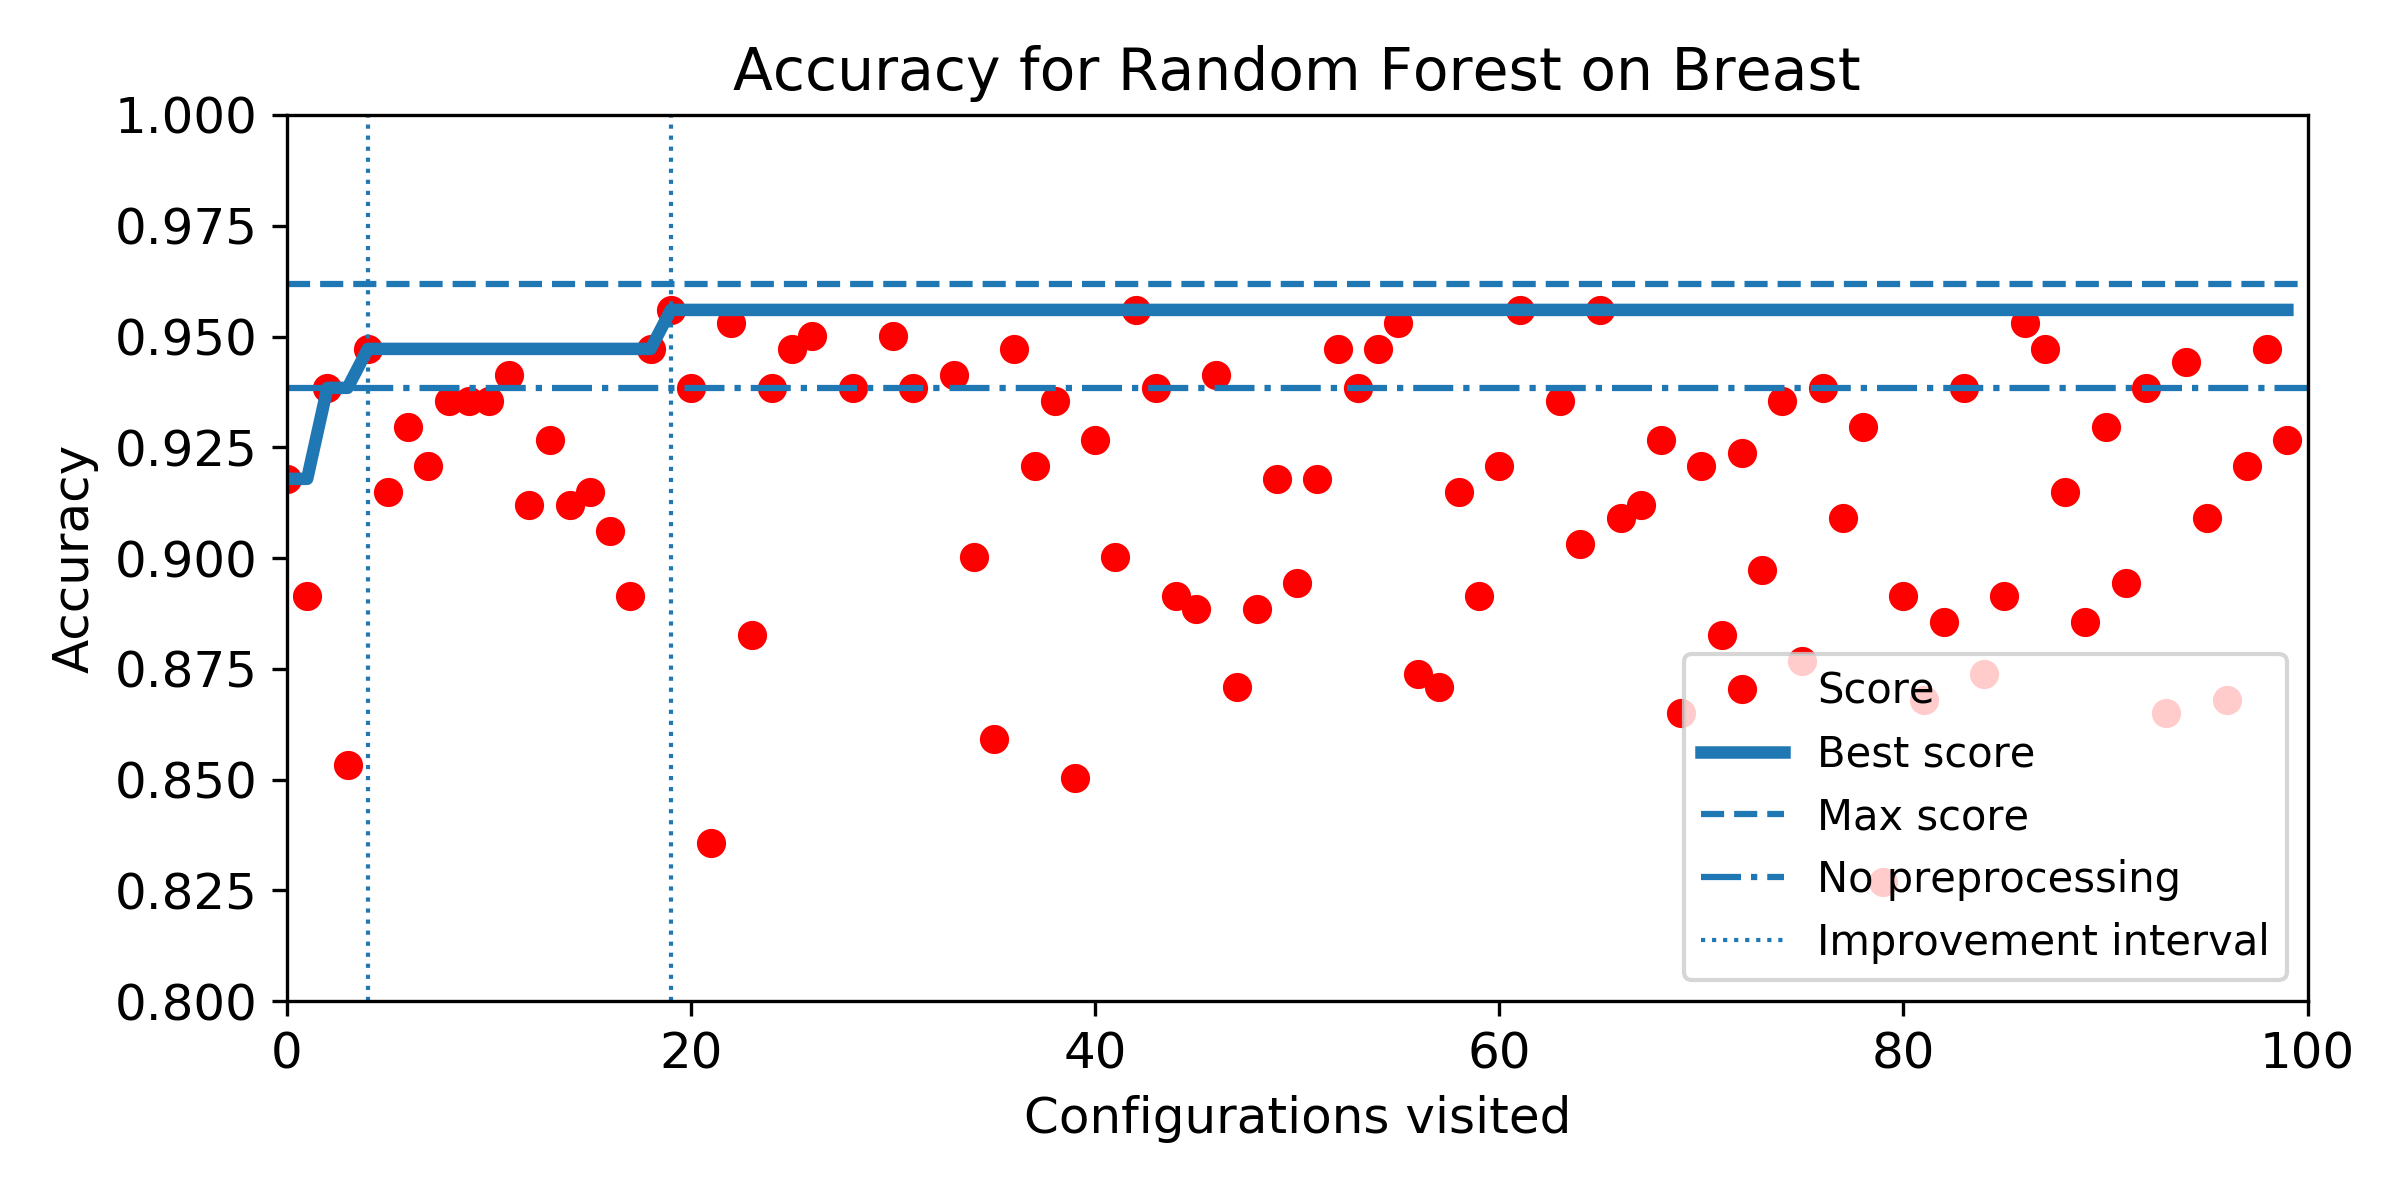 Accuracy for Random Forest on Breast
1.000
0.975
0.950
0.925
0.900
0.875
0.850
0.825
0.800
Accuracy
0 20 40 60 80 100
Configurations visited
Score
Best score
Max score
No preprocessing
Improvement interval